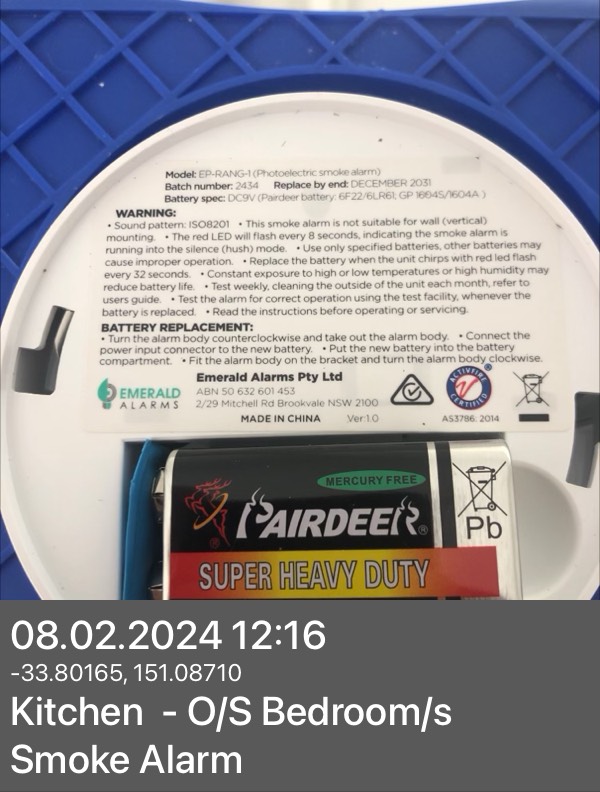 Model: EP-RANG-1 (Photoelectric smoke alarm)
Batch number: 2434 Replace by end: DECEMBER 2031
Battery spec: DC9V (Pairdeer battery: 6F22/6LR61, GP 1604S/1604A )
WARNING:
• Sound pattern: ISO8201 • This smoke alarm is not suitable for wall (vertical)
mounting. • The red LED will flash every 8 seconds, indicating the smoke alarm is
running into the silence (hush) mode. • Use only specified batteries, other batteries may
cause improper operation. • Replace the battery when the unit chirps with red led flash
every 32 seconds. • Constant exposure to high or low temperatures or high humidity may
reduce battery life. • Test weekly, cleaning the outside of the unit each month, refer to
users guide. • Test the alarm for correct operation using the test facility, whenever the
battery is replaced. • Read the instructions before operating or servicing.
BATTERY REPLACEMENT:
• Turn the alarm body counterclockwise and take out the alarm body. • Connect the
power input connector to the new battery. • Put the new battery into the battery
compartment. • Fit the alarm body on the bracket and turn the alarm body clockwise.
EMERALD
ALARMS
Emerald Alarms Pty Ltd
ABN 50 632 601 453
2/29 Mitchell Rd Brookvale NSW 2100
MADE IN CHINA Ver:1.0
ACTIVFIRE
CERTIFIED
AS3786: 2014
MERCURY FREE
PAIRDEER®
Pb
SUPER HEAVY DUTY
08.02.2024 12:16
-33.80165, 151.08710
Kitchen - O/S Bedroom/s
Smoke Alarm